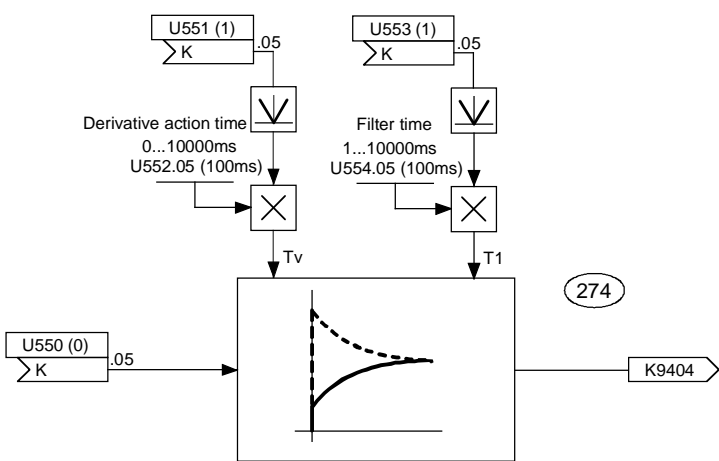 U551 (1)
K
.05
U553 (1)
K
.05
Derivative action time
0...10000ms
U552.05 (100ms)
Filter time
1...10000ms
U554.05 (100ms)
Tv
T1
274
U550 (0)
K
.05
K9404